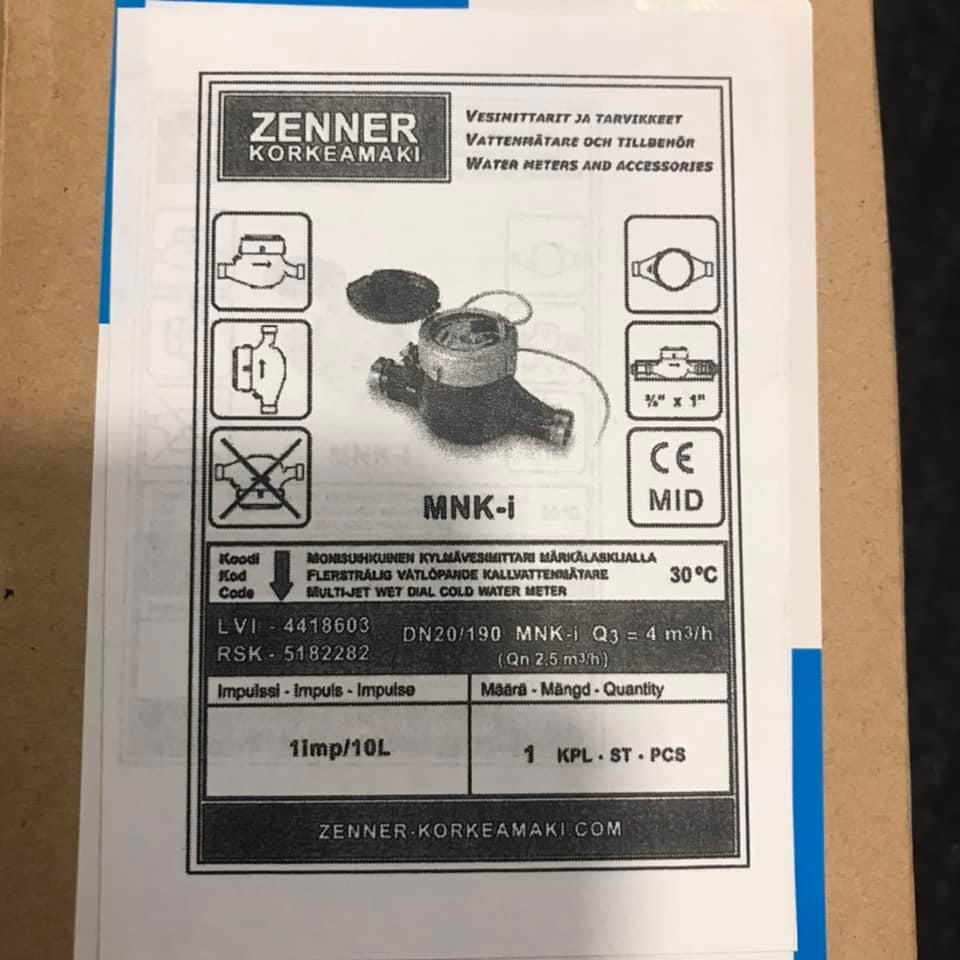 ZENNER
KORKEAMAKI
VESIMITTARIT JA TARVIKKEET
VATTENMÄTARE OCH TILLBEHÖR
WATER METERS AND ACCESSORIES
¾" x 1"
CE
MID
MNK-i
Koodi
Kod
Code
MONISUIHKUINEN KYLMÄVESIMITTARI MÄRKÄLASKIJALLA
FLERSTRÅLIG VÅTLÖPANDE KALLVATTENMÄTARE
MULTI-JET WET DIAL COLD WATER METER
30°C
LVI - 4418603
RSK - 5182282
DN20/190 MNK-i Q3 = 4 m³/h
(Qn 2,5 m³/h)
Impulssi - Impuls - Impulse
Määrä - Mängd - Quantity
1imp/10L
1 KPL · ST · PCS
ZENNER-KORKEAMAKI.COM